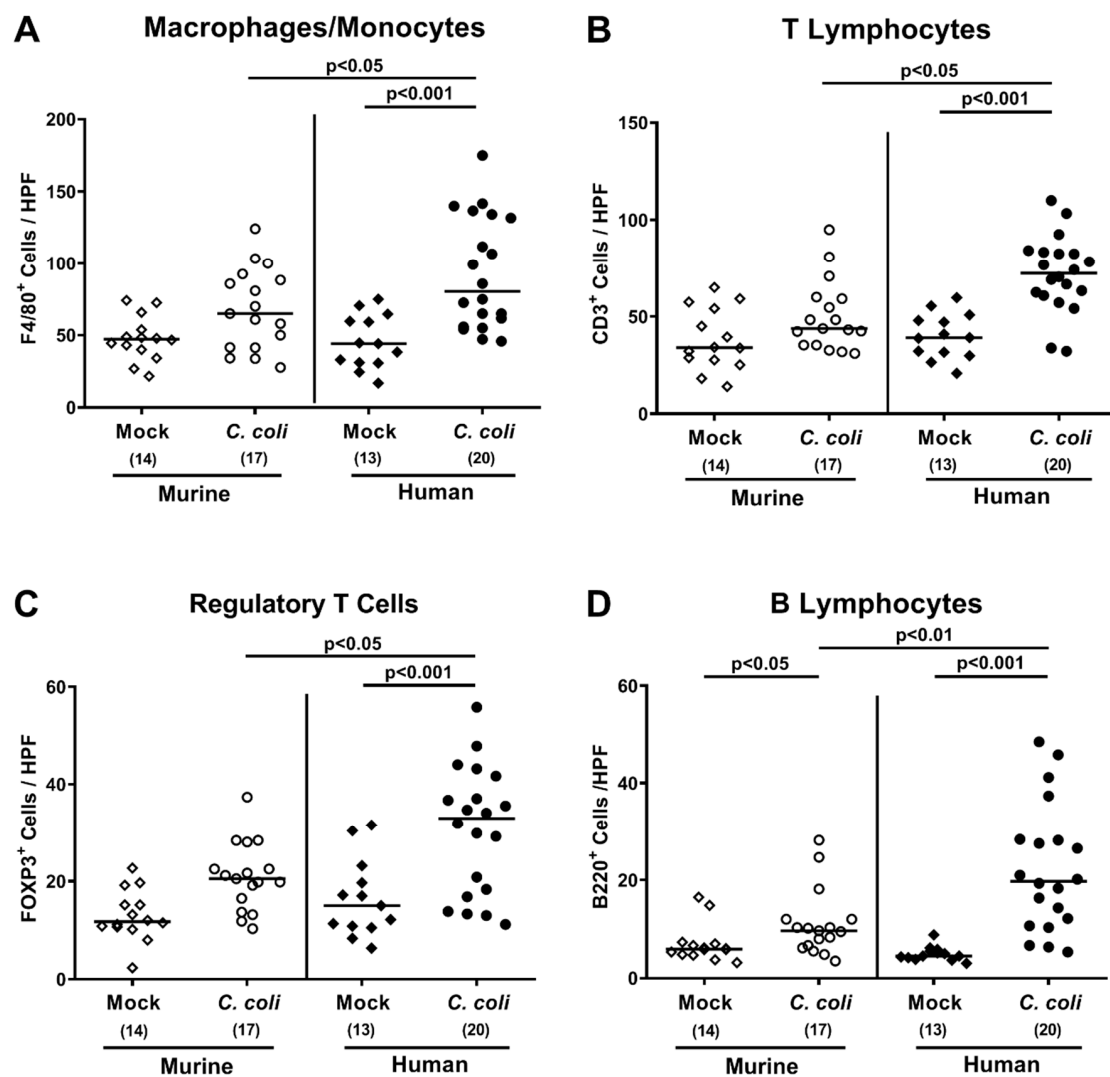 A
Macrophages/Monocytes
p<0.05
p<0.001
F4/80+ Cells / HPF
200
150
100
50
0
Mock
C. coli
Mock
C. coli
(14)
(17)
(13)
(20)
Murine
Human
B
T Lymphocytes
p<0.05
p<0.001
CD3+ Cells / HPF
150
100
50
0
Mock
C. coli
Mock
C. coli
(14)
(17)
(13)
(20)
Murine
Human
C
Regulatory T Cells
p<0.05
p<0.001
FOXP3+ Cells / HPF
60
40
20
0
Mock
C. coli
Mock
C. coli
(14)
(17)
(13)
(20)
Murine
Human
D
B Lymphocytes
p<0.01
p<0.05
p<0.001
B220+ Cells /HPF
60
40
20
0
Mock
C. coli
Mock
C. coli
(14)
(17)
(13)
(20)
Murine
Human